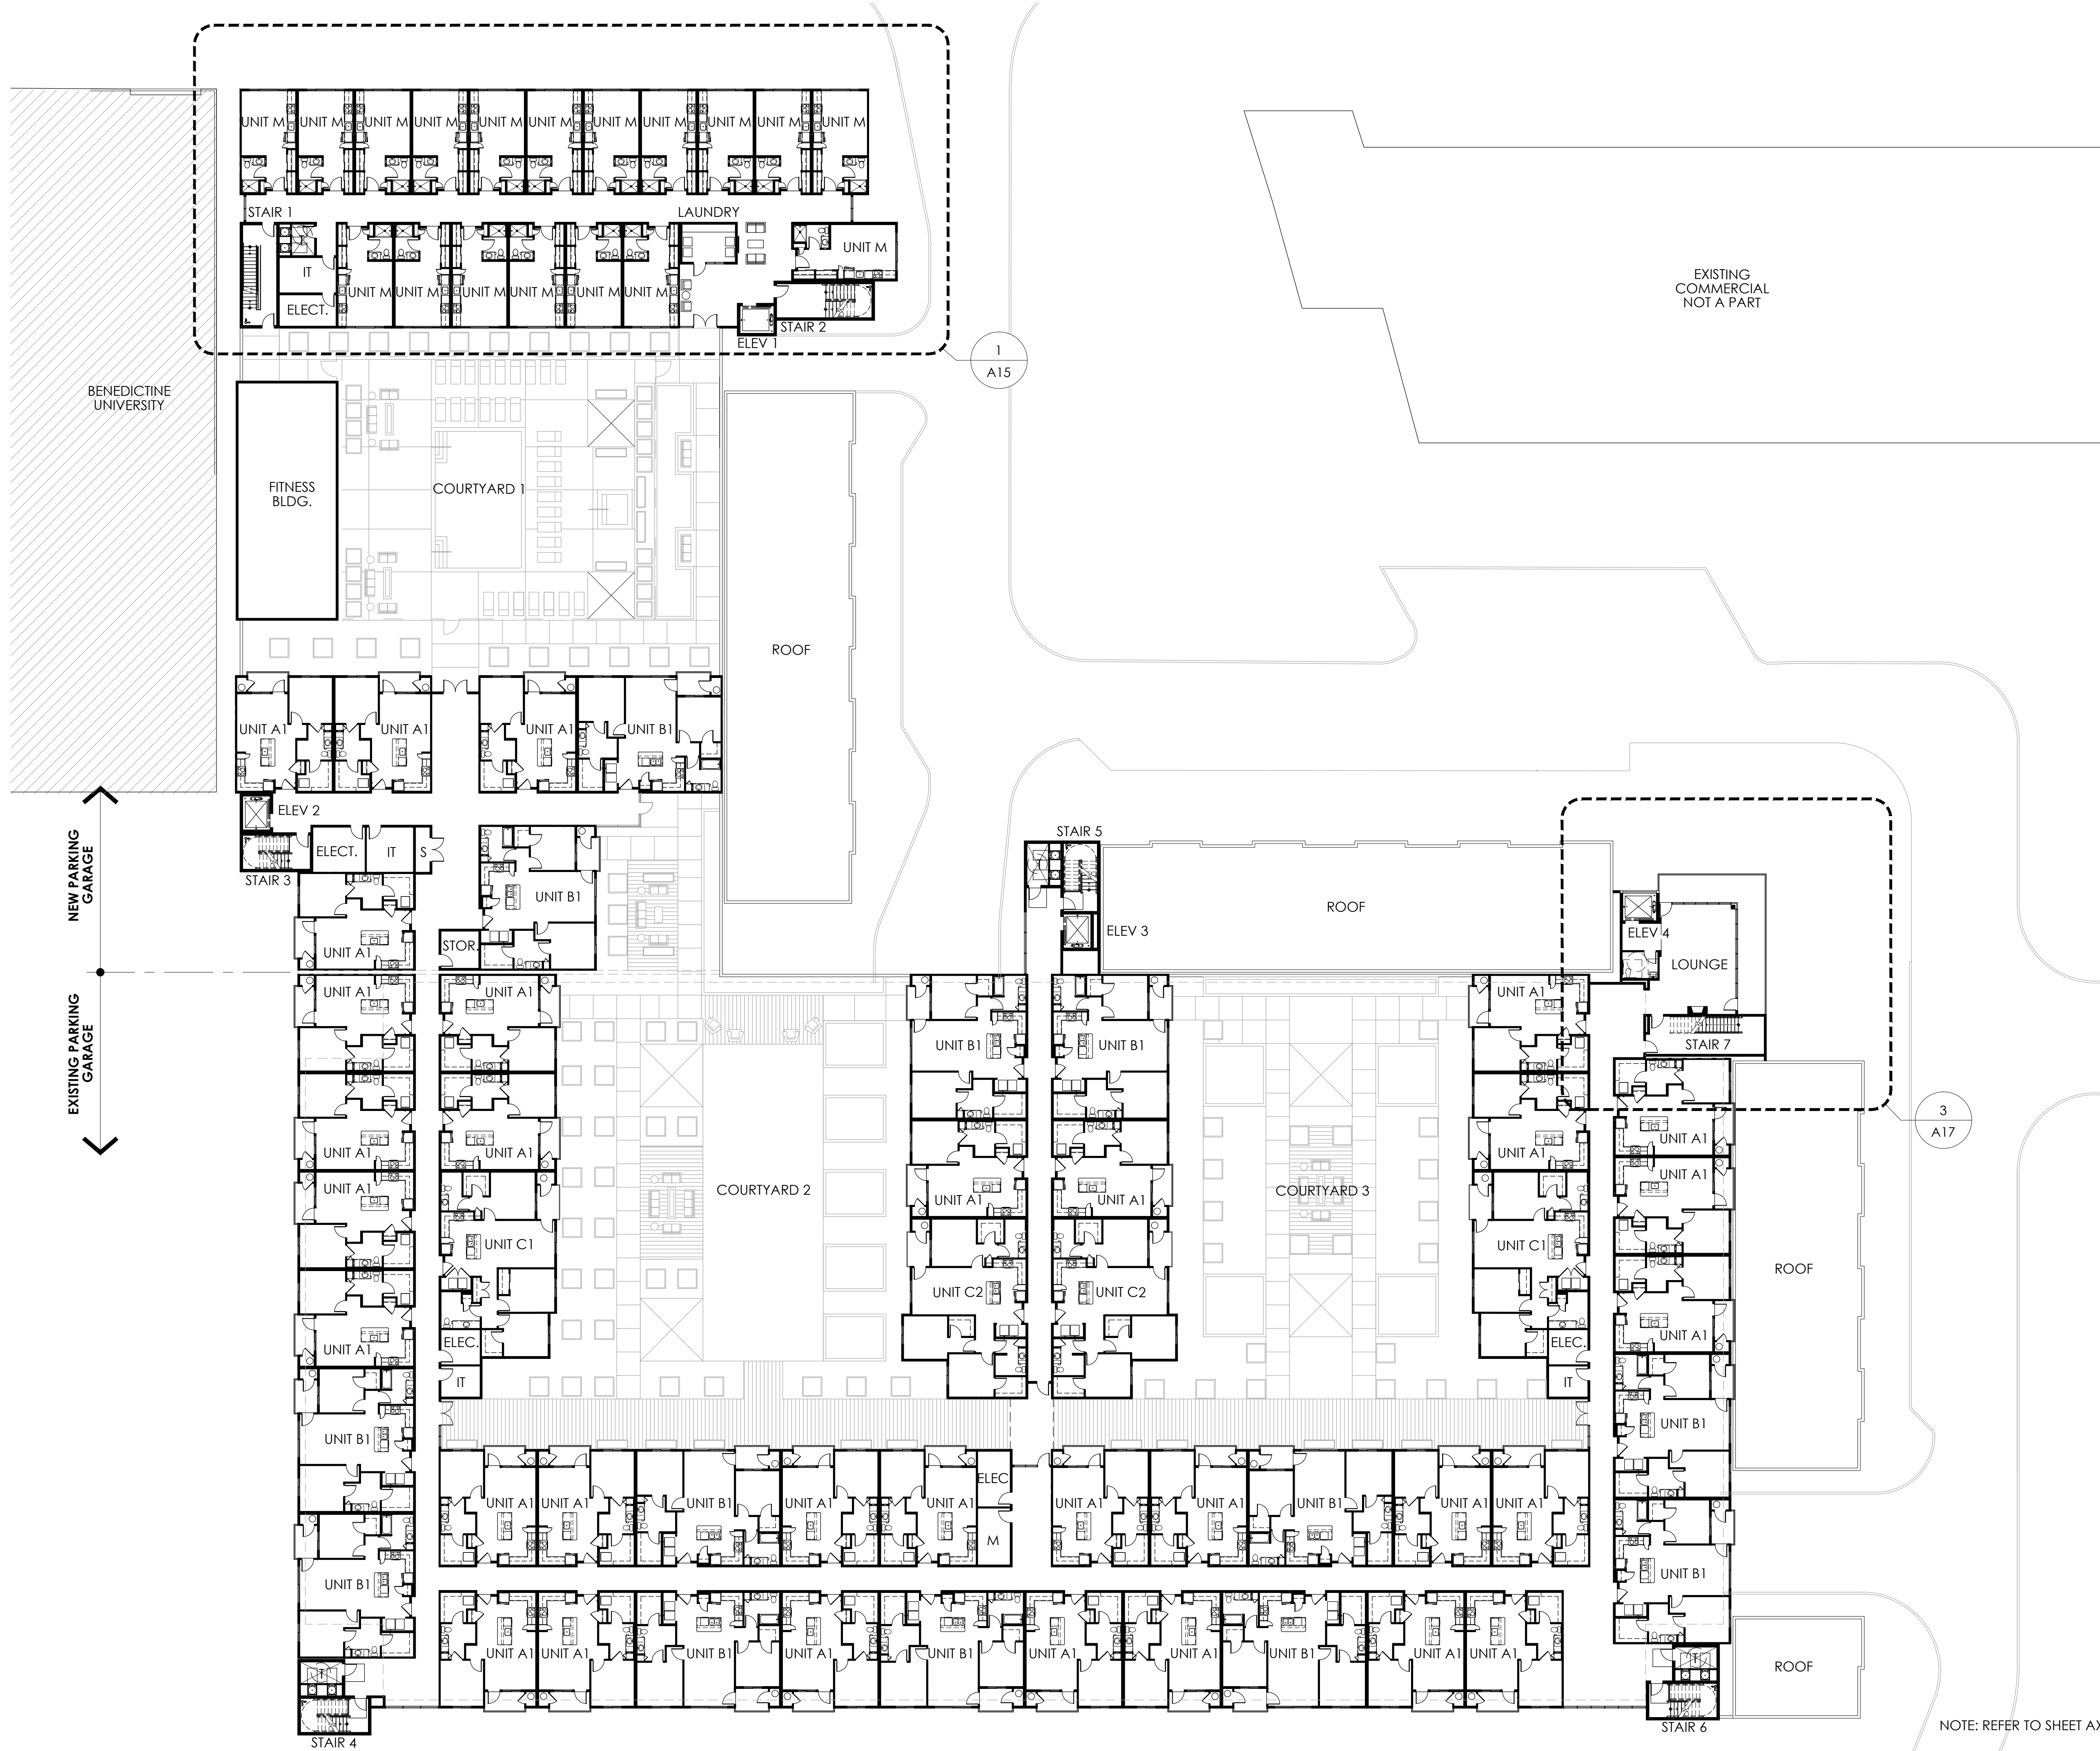 UNIT M UNIT M UNIT M UNIT M UNIT M UNIT M UNIT M UNIT M UNIT M UNIT M UNIT M
STAIR 1
LAUNDRY
UNIT M
IT
ELECT.
UNIT M UNIT M UNIT M UNIT M UNIT M UNIT M
STAIR 2
ELEV 1
1
A15
EXISTING
COMMERCIAL
NOT A PART
BENEDICTINE
UNIVERSITY
FITNESS
BLDG.
COURTYARD 1
ROOF
UNIT A1 UNIT A1 UNIT A1 UNIT B1
ELEV 2
ELECT.
IT
S
STAIR 3
NEW PARKING
GARAGE
UNIT B1
UNIT A1
STOR.
STAIR 5
ELEV 3
ROOF
ELEV 4
LOUNGE
STAIR 7
EXISTING PARKING
GARAGE
UNIT A1 UNIT A1
UNIT A1
UNIT B1 UNIT B1
3
A17
UNIT A1 UNIT A1
UNIT A1
UNIT A1
UNIT A1
COURTYARD 2
UNIT A1 UNIT A1
COURTYARD 3
UNIT A1
UNIT C1
UNIT C1
UNIT C2 UNIT C2
ROOF
UNIT A1
ELEC.
ELEC.
UNIT A1
IT
IT
UNIT B1
UNIT B1
UNIT A1 UNIT A1 UNIT B1 UNIT A1 UNIT A1
ELEC
M
UNIT A1 UNIT A1 UNIT B1 UNIT A1 UNIT A1
UNIT B1
UNIT B1
UNIT A1 UNIT A1 UNIT B1 UNIT A1 UNIT B1 UNIT A1 UNIT A1 UNIT B1 UNIT A1 UNIT A1
T
T
ROOF
STAIR 4
STAIR 6
NOTE: REFER TO SHEET AX